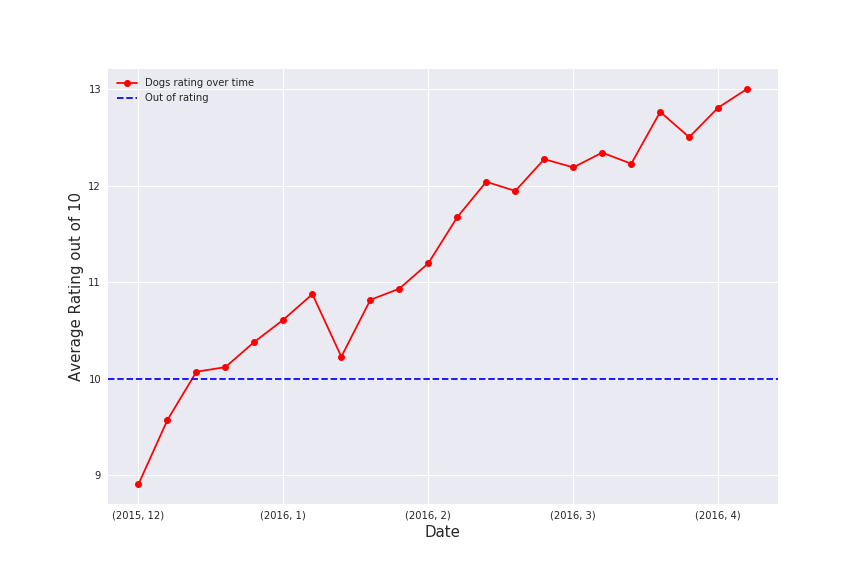 Dogs rating over time
Out of rating
Average Rating out of 10
13
12
11
10
9
(2015, 12)
(2016, 1)
(2016, 2)
(2016, 3)
(2016, 4)
Date